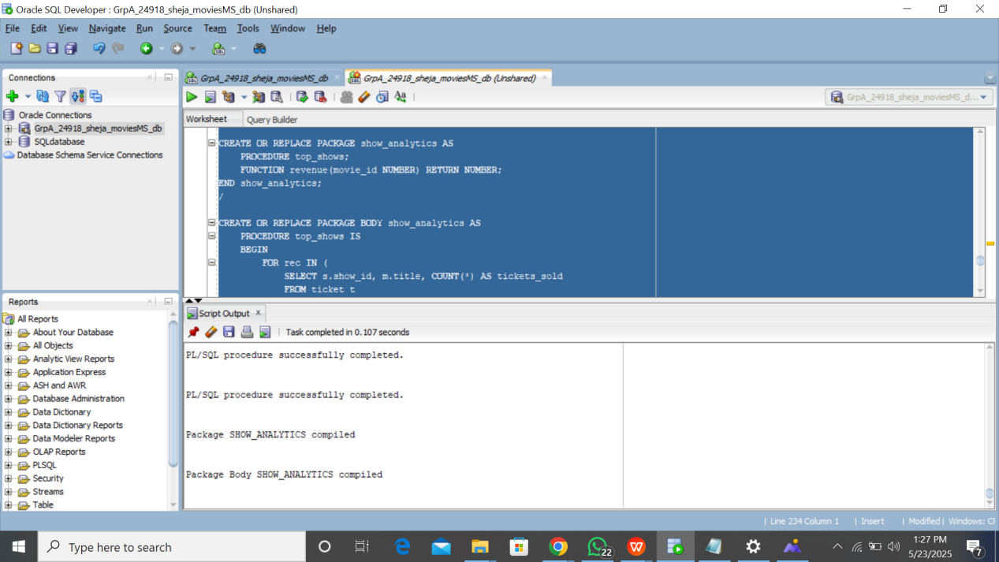 Oracle SQL Developer : GrpA_24918_sheja_moviesMS_db (Unshared)
File Edit View Navigate Run Source Team Tools Window Help
Connections
Oracle Connections
GrpA_24918_sheja_moviesMS_db
SQLdatabase
Database Schema Service Connections
Reports
All Reports
About Your Database
All Objects
Analytic View Reports
Application Express
ASH and AWR
Database Administration
Data Dictionary
Data Dictionary Reports
Data Modeler Reports
OLAP Reports
PLSQL
Security
Streams
Table
GrpA_24918_sheja_moviesMS_db
GrpA_24918_sheja_moviesMS_db (Unshared)
GrpA_24918_sheja_moviesMS_d...
Worksheet Query Builder
CREATE OR REPLACE PACKAGE show_analytics AS
PROCEDURE top_shows;
FUNCTION revenue(movie_id NUMBER) RETURN NUMBER;
END show_analytics;
/
CREATE OR REPLACE PACKAGE BODY show_analytics AS
PROCEDURE top_shows IS
BEGIN
FOR rec IN (
SELECT s.show_id, m.title, COUNT(*) AS tickets_sold
FROM ticket t
Script Output x
Task completed in 0.107 seconds
PL/SQL procedure successfully completed.
PL/SQL procedure successfully completed.
Package SHOW_ANALYTICS compiled
Package Body SHOW_ANALYTICS compiled
| Line 234 Column 1 | Insert | Modified | Windows: CR
Type here to search
22
1:27 PM
5/23/2025
7